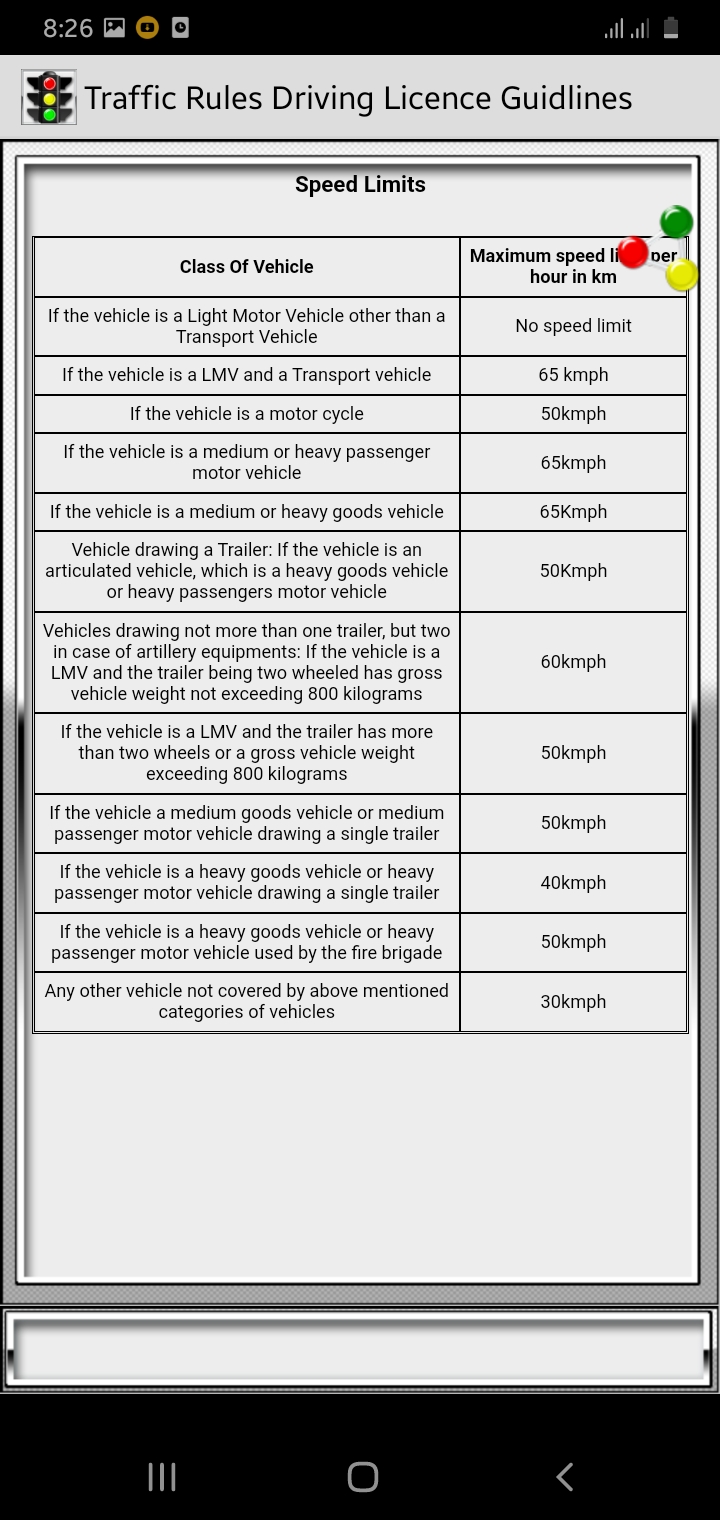 8:26
Traffic Rules Driving Licence Guidlines
Speed Limits
Class Of Vehicle
Maximum speed per
hour in km
If the vehicle is a Light Motor Vehicle other than a
Transport Vehicle
No speed limit
If the vehicle is a LMV and a Transport vehicle
65 kmph
If the vehicle is a motor cycle
50kmph
If the vehicle is a medium or heavy passenger
motor vehicle
65kmph
If the vehicle is a medium or heavy goods vehicle
65Kmph
Vehicle drawing a Trailer: If the vehicle is an
articulated vehicle, which is a heavy goods vehicle
or heavy passengers motor vehicle
50Kmph
Vehicles drawing not more than one trailer, but two
in case of artillery equipments: If the vehicle is a
LMV and the trailer being two wheeled has gross
vehicle weight not exceeding 800 kilograms
60kmph
If the vehicle is a LMV and the trailer has more
than two wheels or a gross vehicle weight
exceeding 800 kilograms
50kmph
If the vehicle a medium goods vehicle or medium
passenger motor vehicle drawing a single trailer
50kmph
If the vehicle is a heavy goods vehicle or heavy
passenger motor vehicle drawing a single trailer
40kmph
If the vehicle is a heavy goods vehicle or heavy
passenger motor vehicle used by the fire brigade
50kmph
Any other vehicle not covered by above mentioned
categories of vehicles
30kmph